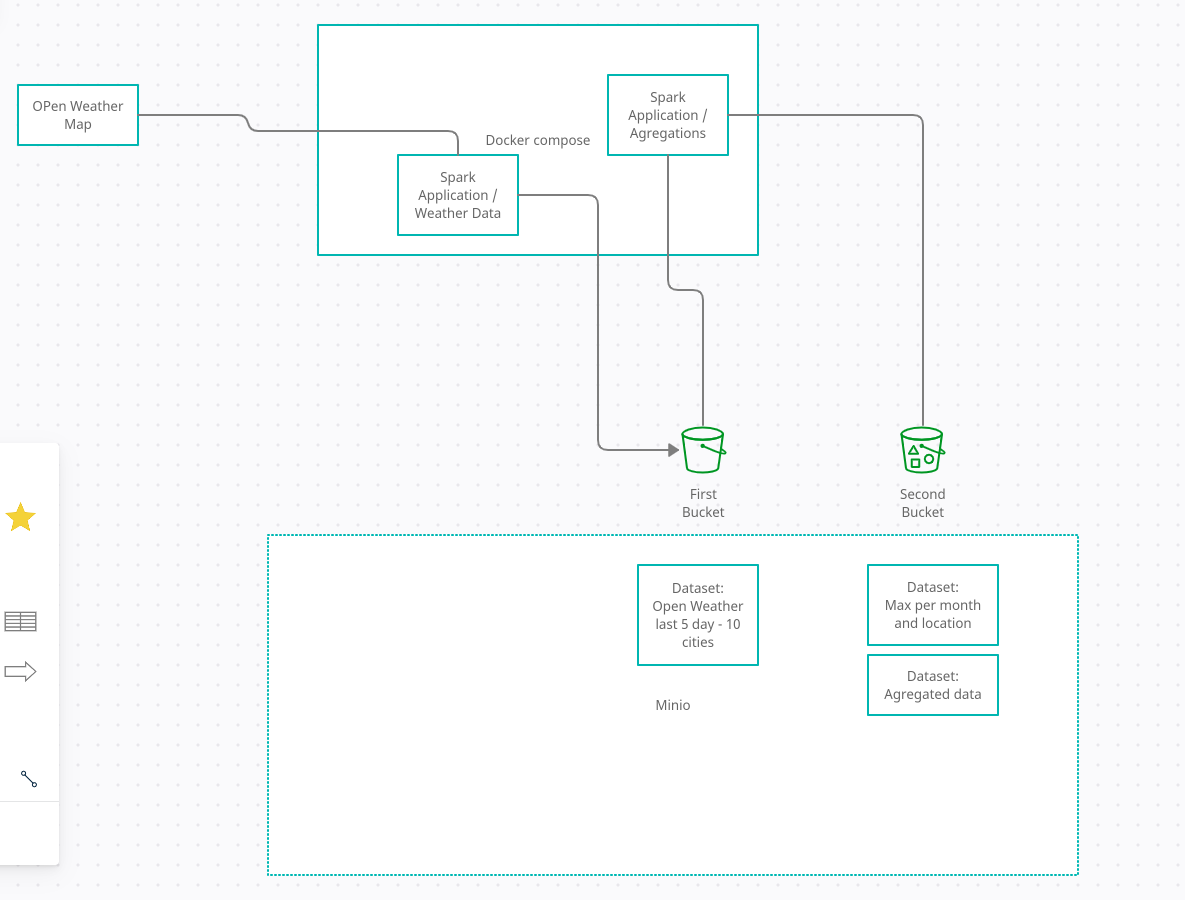 OPen Weather
Map
Spark
Application /
Agregations
Docker compose
Spark
Application /
Weather Data
First
Bucket
Second
Bucket
Dataset:
Open Weather
last 5 day - 10
cities
Dataset:
Max per month
and location
Dataset:
Agregated data
Minio